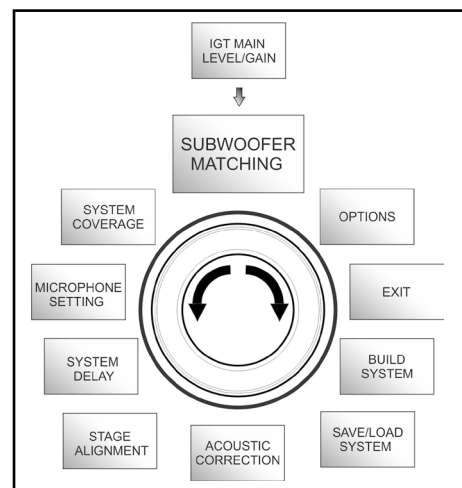 IGT MAIN
LEVEL/GAIN
SUBWOOFER
MATCHING
SYSTEM
COVERAGE
OPTIONS
MICROPHONE
SETTING
EXIT
SYSTEM
DELAY
BUILD
SYSTEM
STAGE
ALIGNMENT
ACOUSTIC
CORRECTION
SAVE/LOAD
SYSTEM